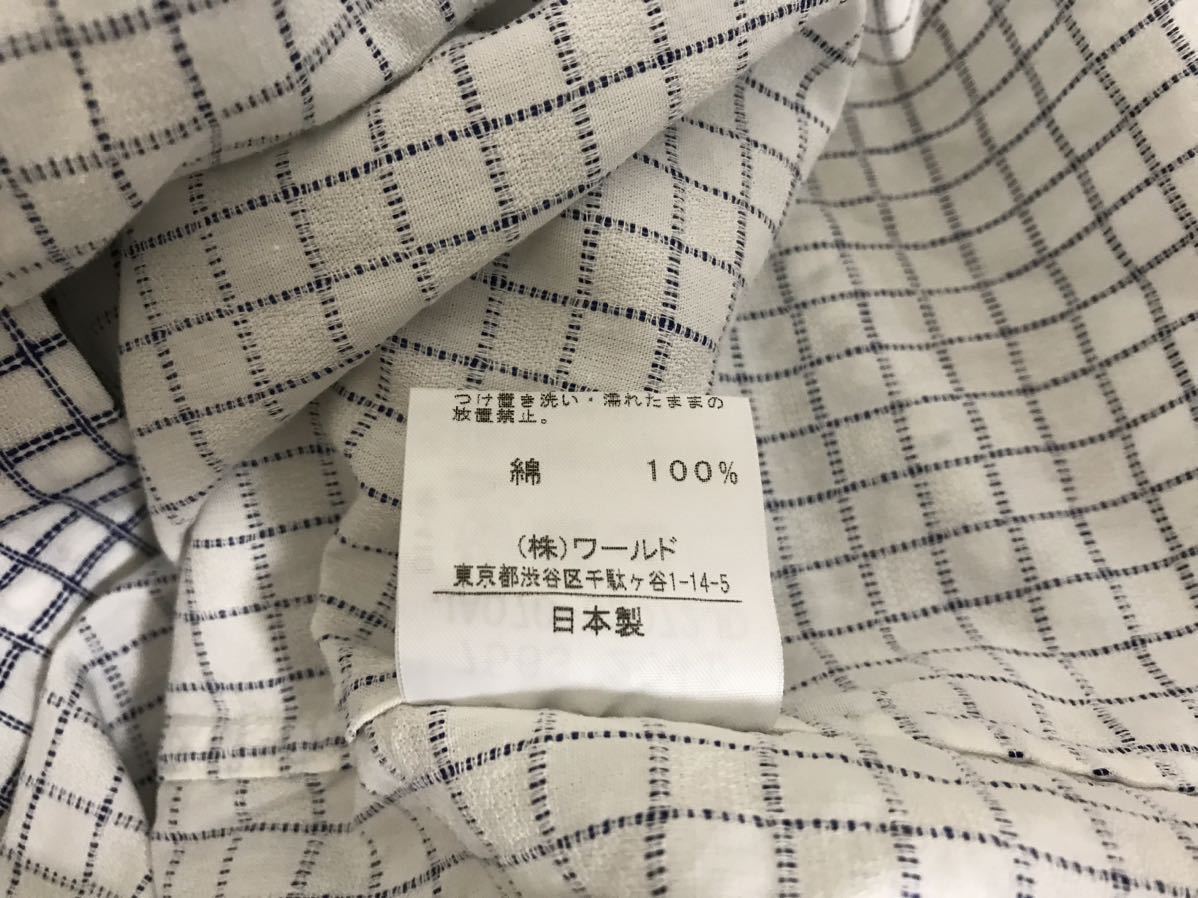 つけ置き洗い・濡れたままの
放置禁止。
綿 100%
(株)ワールド
東京都渋谷区千駄ヶ谷1-14-5
日本製